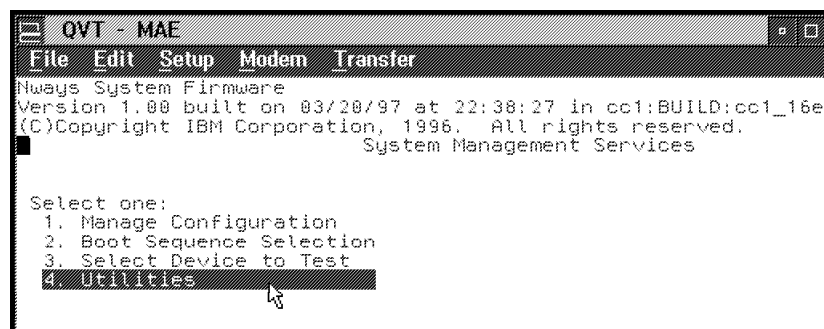 QVT - MAE
File Edit Setup Modem Transfer
Nways System Firmware
Version 1.00 built on 03/20/97 at 22:38:27 in cc1:BUILD:cc1_16e
(C)Copyright IBM Corporation, 1996. All rights reserved.
System Management Services
Select one:
1. Manage Configuration
2. Boot Sequence Selection
3. Select Device to Test
4. Utilities